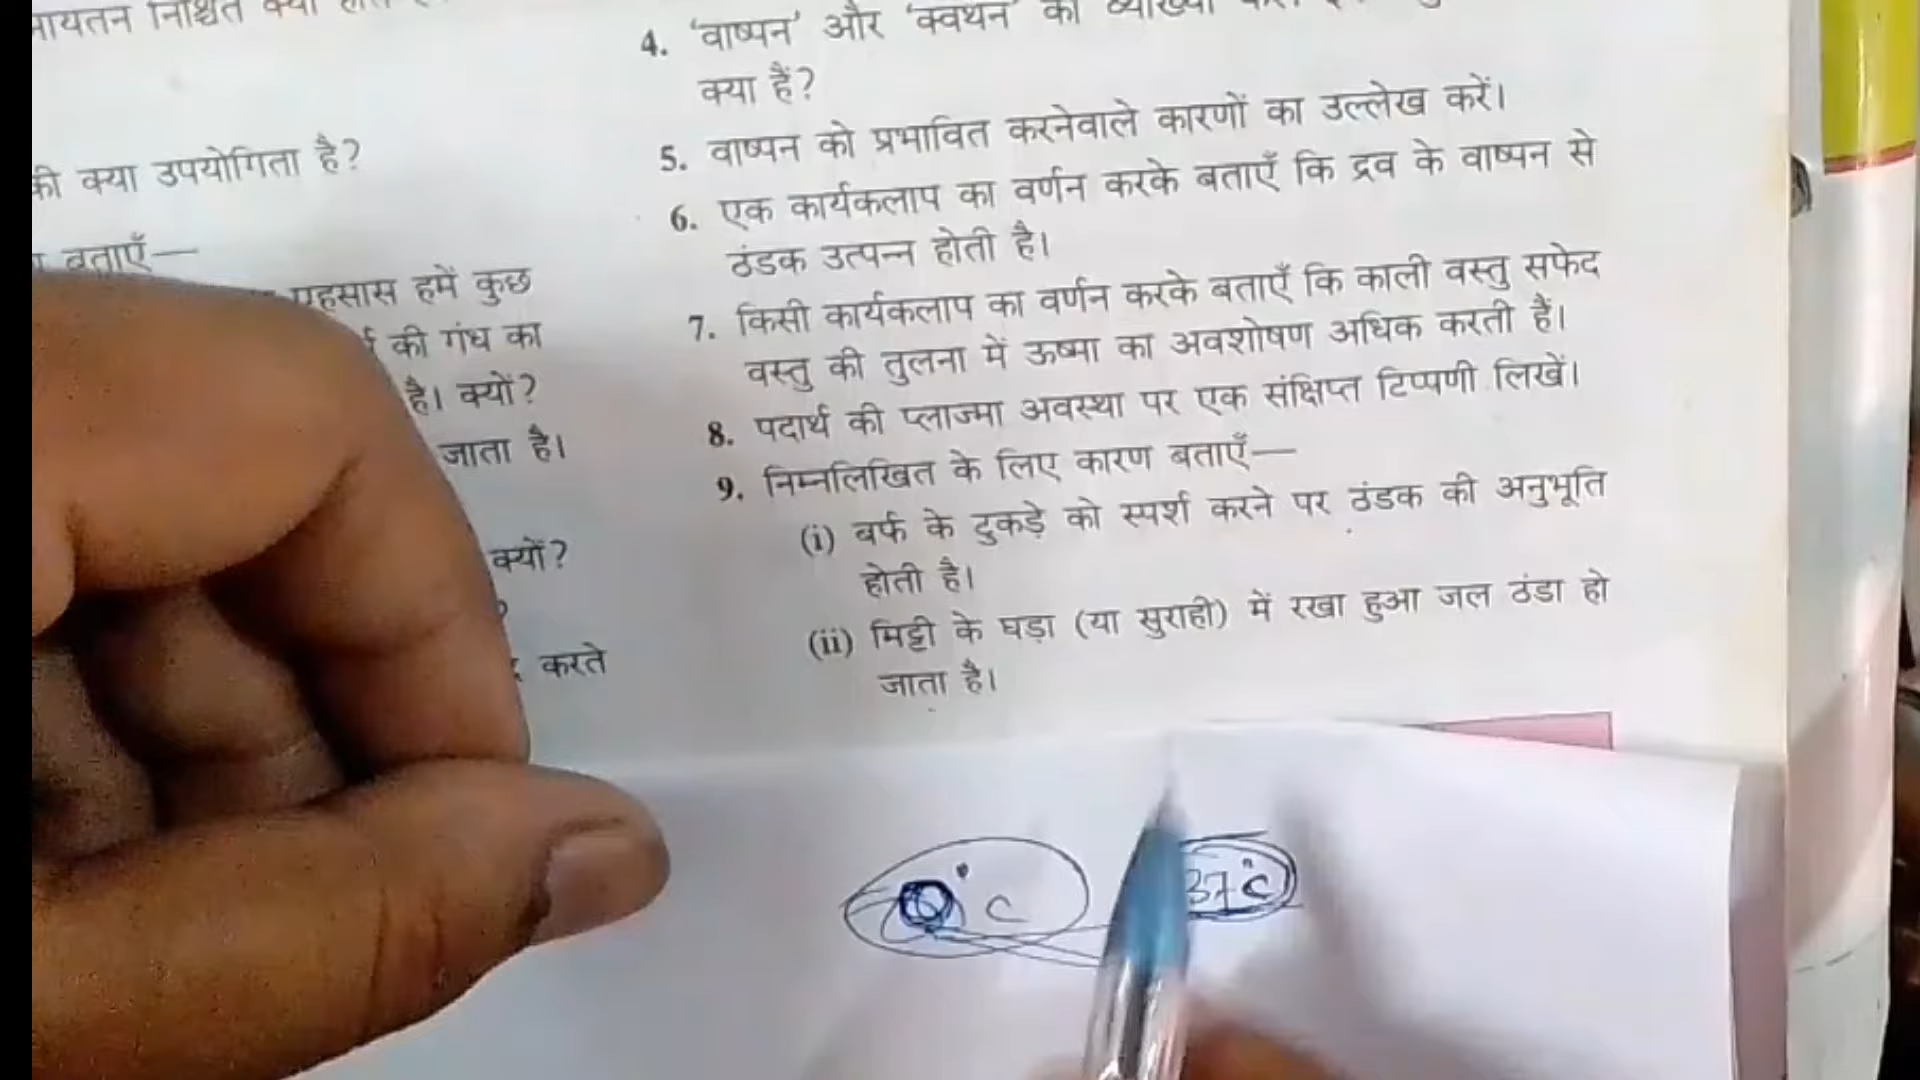 की क्या उपयोगिता है?
बताएँ—
एहसास हमें कुछ
की गंध का
है। क्यों?
जाता है।
क्यों?
करते
4. ‘वाष्पन’ और ‘क्वथन’ की व्याख्या
क्या हैं?
5. वाष्पन को प्रभावित करनेवाले कारणों का उल्लेख करें।
6. एक कार्यकलाप का वर्णन करके बताएँ कि द्रव के वाष्पन से
ठंडक उत्पन्न होती है।
7. किसी कार्यकलाप का वर्णन करके बताएँ कि काली वस्तु सफेद
वस्तु की तुलना में ऊष्मा का अवशोषण अधिक करती हैं।
8. पदार्थ की प्लाज्मा अवस्था पर एक संक्षिप्त टिप्पणी लिखें।
9. निम्नलिखित के लिए कारण बताएँ—
(i) बर्फ के टुकड़े को स्पर्श करने पर ठंडक की अनुभूति
होती है।
(ii) मिट्टी के घड़ा (या सुराही) में रखा हुआ जल ठंडा हो
जाता है।
0°C 37°C